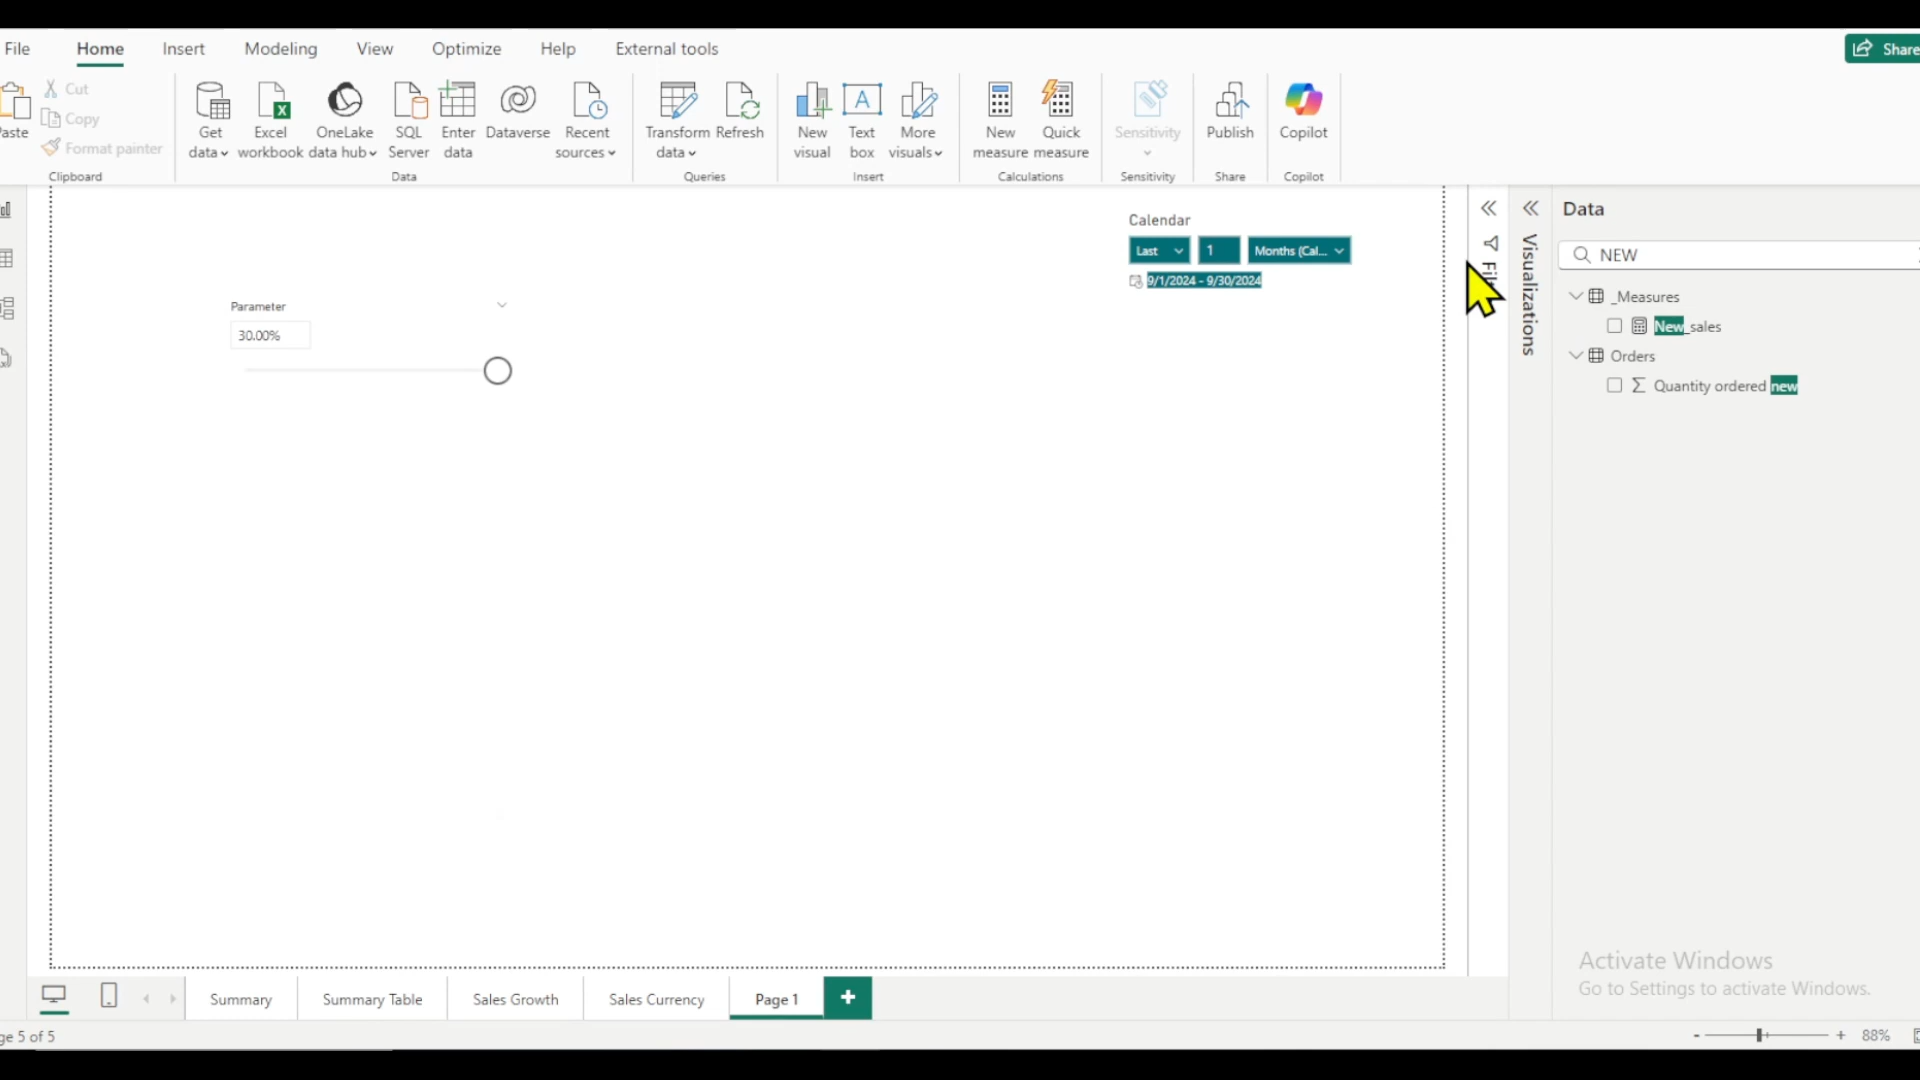 File Home Insert Modeling View Optimize Help External tools Share
Paste Cut
Copy
Format painter
Clipboard
Get data
Excel workbook
OneLake data hub
SQL Server
Enter data
Dataverse
Recent sources
Data
Transform data
Refresh
Queries
New visual
Text box
More visuals
Insert
New measure
Quick measure
Calculations
Sensitivity
Sensitivity
Publish
Share
Copilot
Copilot
Calendar
Last 1 Months (Cal...
9/1/2024 - 9/30/2024
Parameter
30.00%
Visualizations
Data
NEW
_Measures
New_sales
Orders
Quantity ordered new
Activate Windows
Go to Settings to activate Windows.
Summary Summary Table Sales Growth Sales Currency Page 1 +
ge 5 of 5
- + 88%